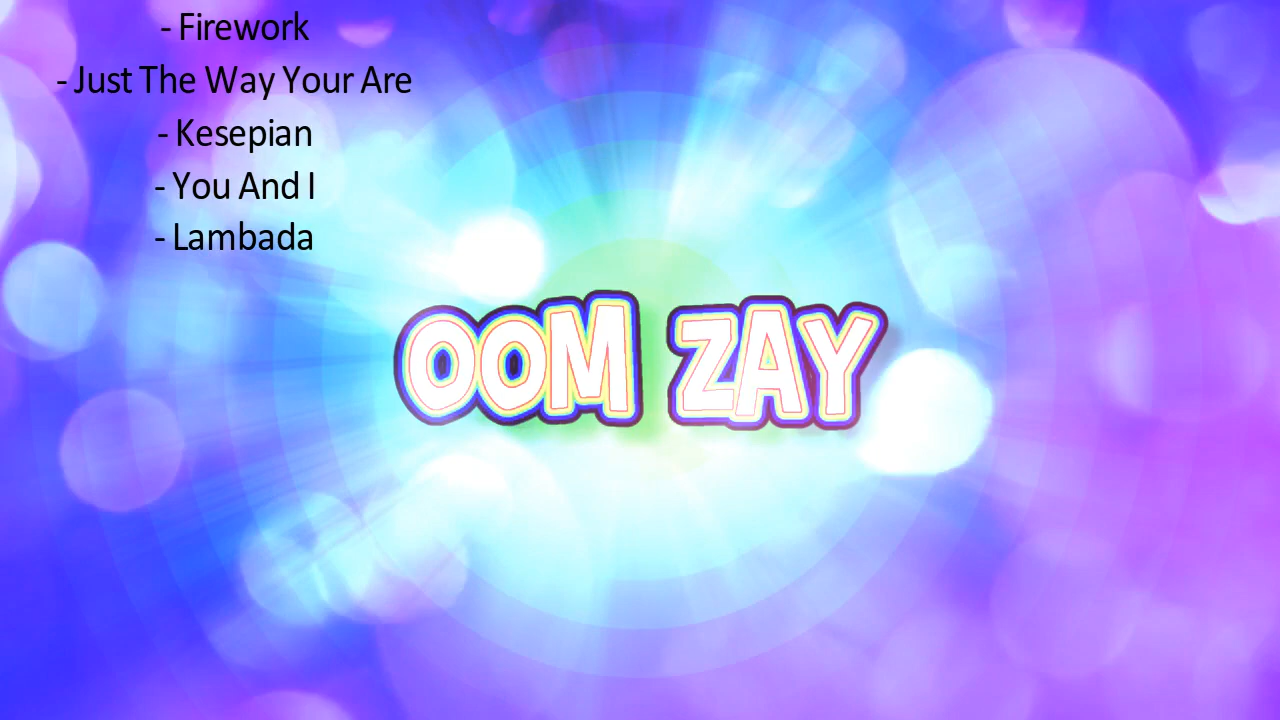 - Firework
- Just The Way Your Are
- Kesepian
- You And I
- Lambada
OOM ZAY